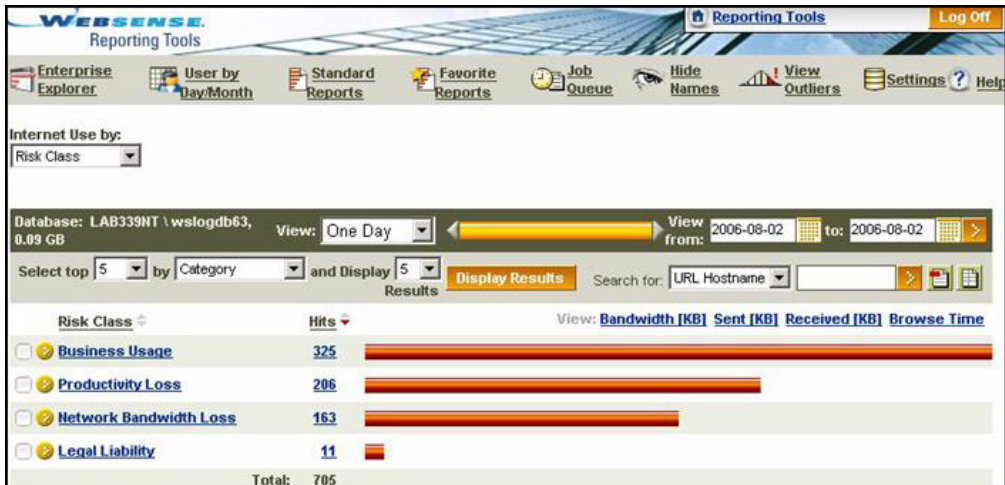 WEBSENSE.
Reporting Tools
Reporting Tools
Log Off
Enterprise
Explorer
User by
Day/Month
Standard
Reports
Favorite
Reports
Job
Queue
Hide
Names
View
Outliers
Settings
? Help
Internet Use by:
Risk Class
Database: LAB339NT \ wslogdb63,
0.09 GB
View: One Day
View
from: 2006-08-02 to: 2006-08-02
Select top 5 by Category and Display 5
Results
Display Results
Search for: URL Hostname
Risk Class Hits View: Bandwidth [KB] Sent [KB] Received [KB] Browse Time
Business Usage 325
Productivity Loss 206
Network Bandwidth Loss 163
Legal Liability 11
Total: 705